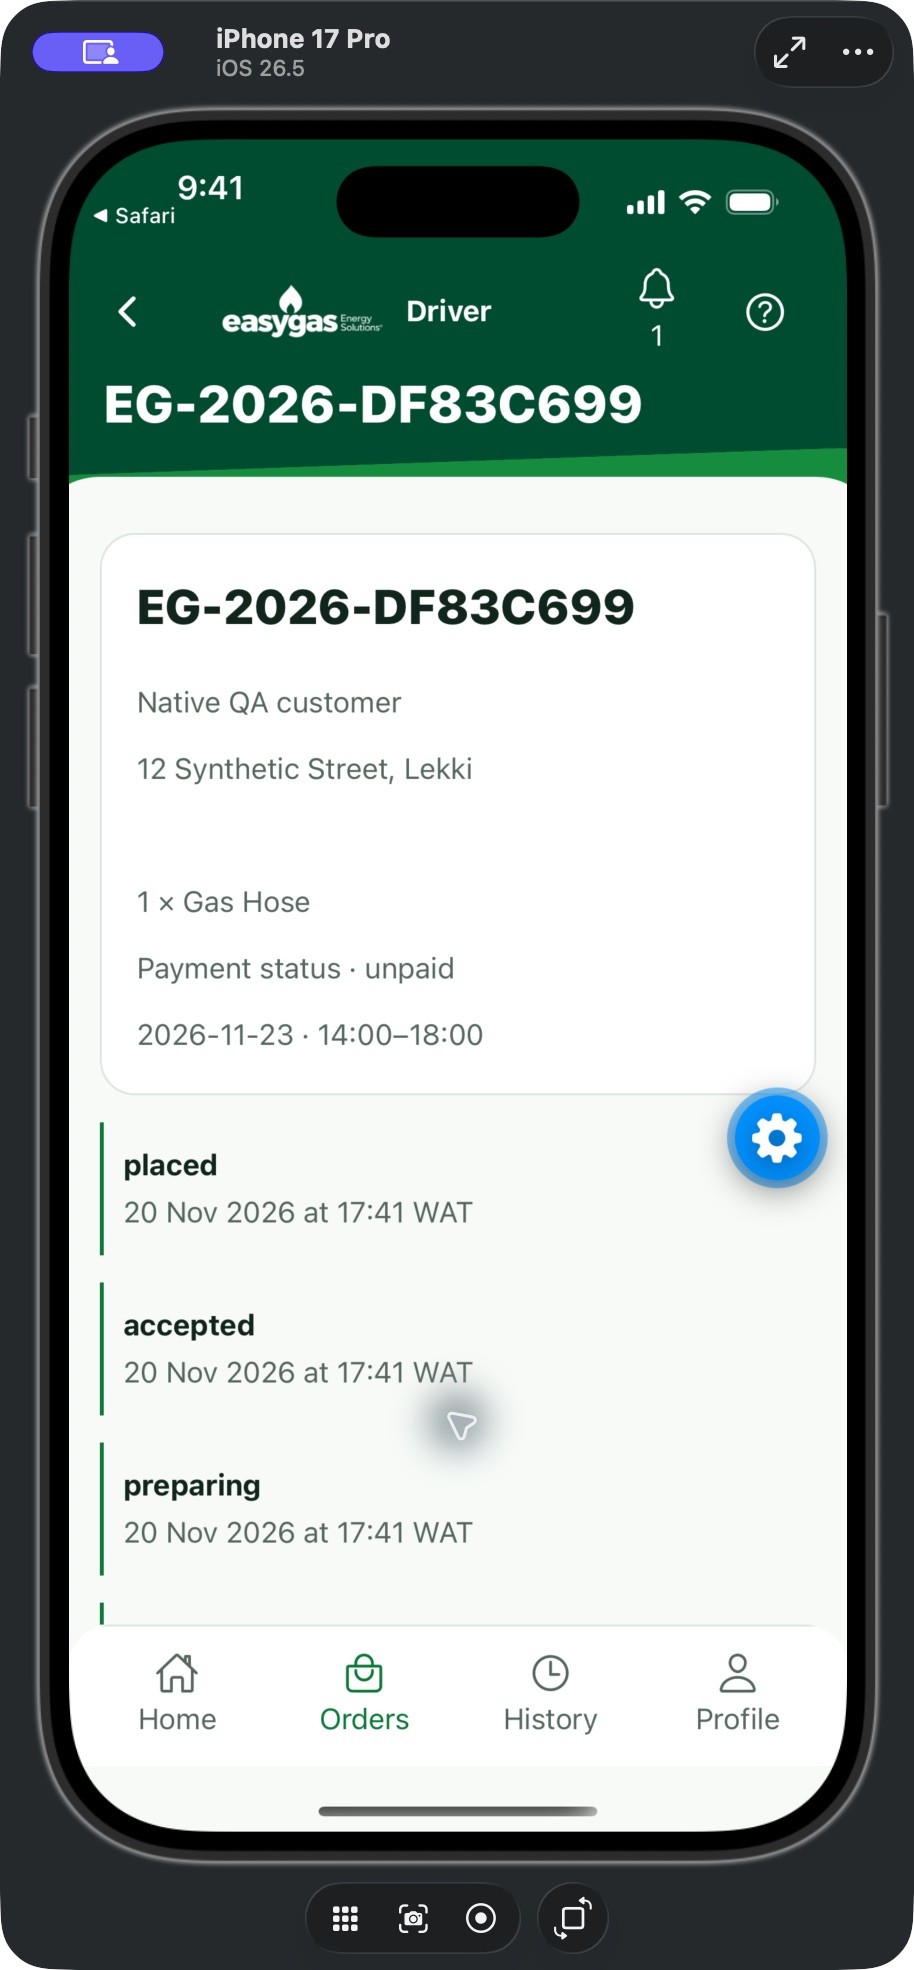 iPhone 17 Pro
iOS 26.5
9:41
◀ Safari
easygas Energy Solutions
Driver
1
EG-2026-DF83C699
EG-2026-DF83C699
Native QA customer
12 Synthetic Street, Lekki
1 × Gas Hose
Payment status · unpaid
2026-11-23 · 14:00–18:00
placed
20 Nov 2026 at 17:41 WAT
accepted
20 Nov 2026 at 17:41 WAT
preparing
20 Nov 2026 at 17:41 WAT
Home
Orders
History
Profile